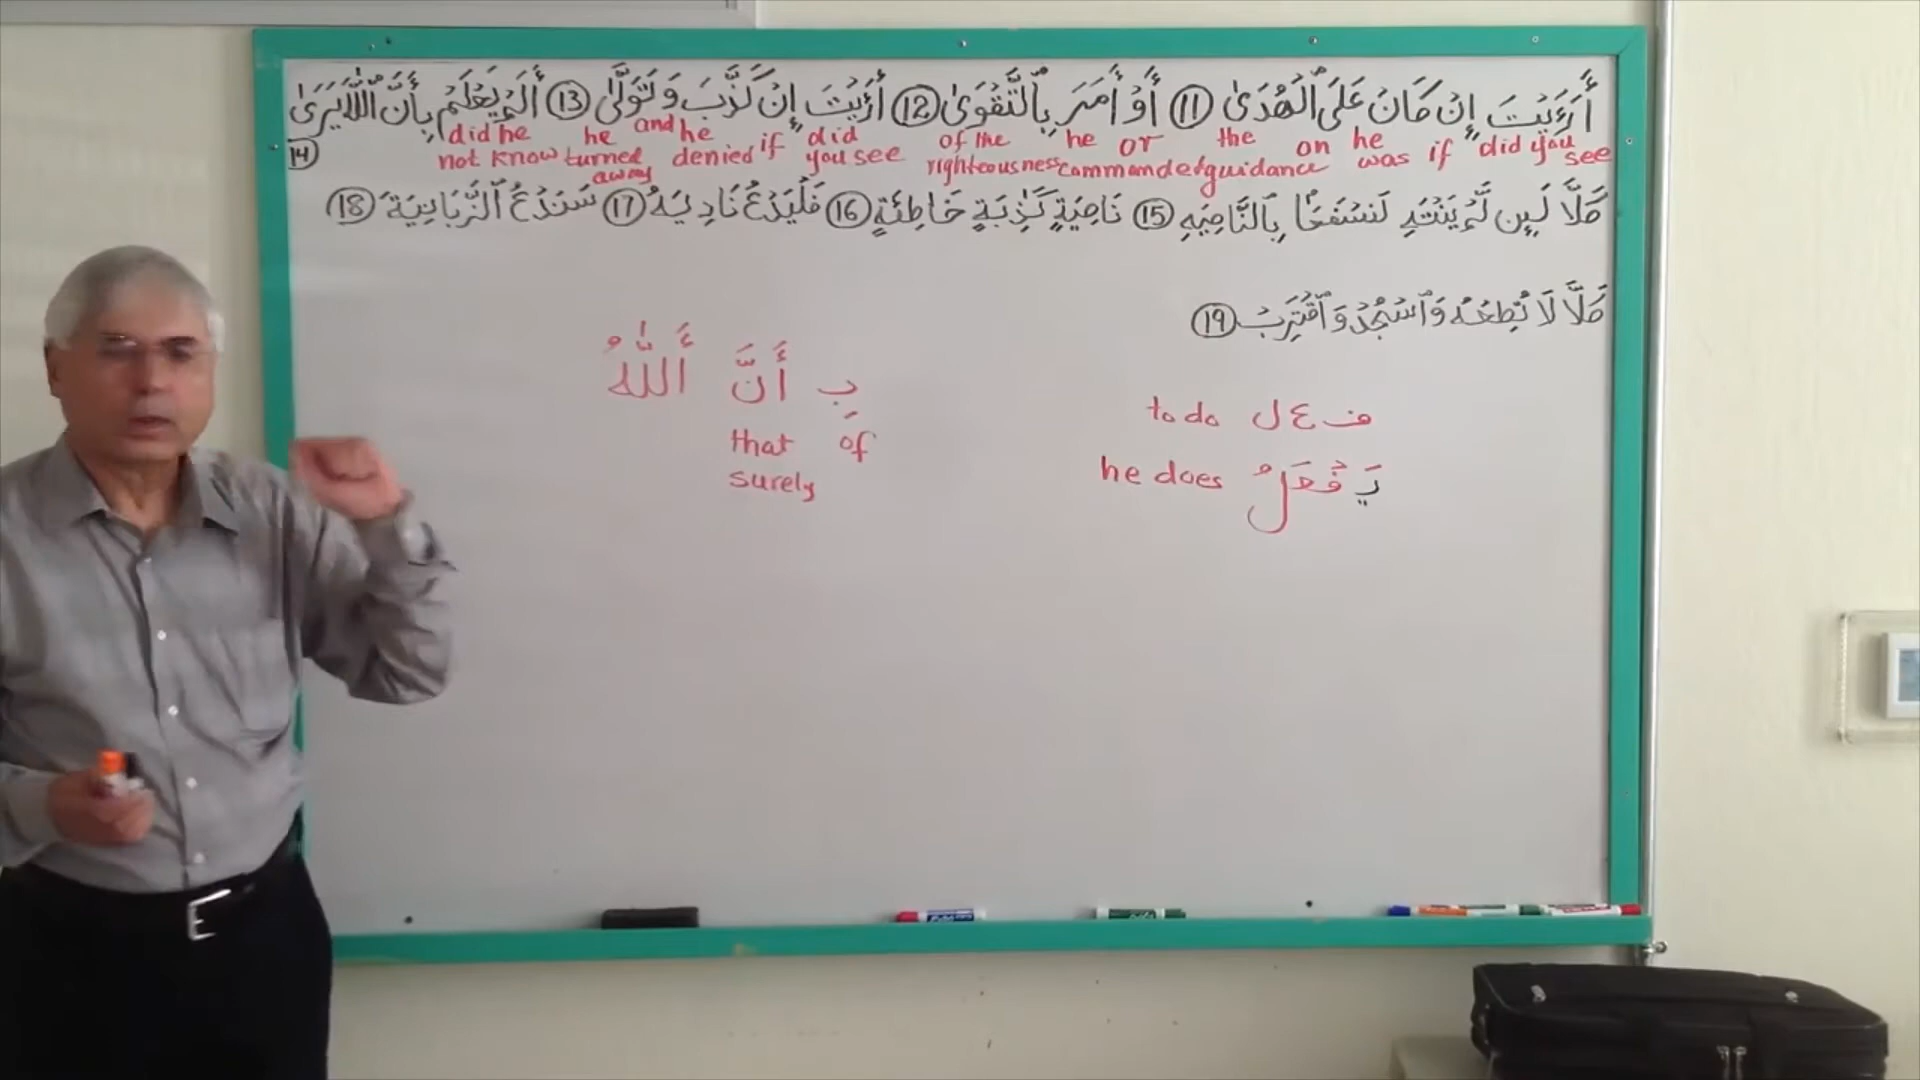 أَرَءَيْتَ إِنْ كَانَ عَلَى ٱلْهُدَىٰ ⑪ أَوْ أَمَرَ بِٱلتَّقْوَىٰ ⑫ أَرَءَيْتَ إِنْ كَذَّبَ وَتَوَلَّىٰ ⑬ أَلَمْ يَعْلَمْ بِأَنَّ ٱللَّهَ يَرَىٰ
did you see if he was on the guidance or he commanded of the righteousness did you see if he denied and he turned away did he not know
⑭
كَلَّا لَئِن لَّمْ يَنْتَهِ لَنَسْفَعًا بِٱلنَّاصِيَةِ ⑮ نَاصِيَةٍ كَٰذِبَةٍ خَاطِئَةٍ ⑯ فَلْيَدْعُ نَادِيَهُ ⑰ سَنَدْعُ ٱلزَّبَانِيَةَ ⑱
كَلَّا لَا تُطِعْهُ وَٱسْجُدْ وَٱقْتَرِبْ ⑲
بِ أَنَّ أَللّٰهُ
of that
surely
ف ع ل to do
يَفْعَلُ he does